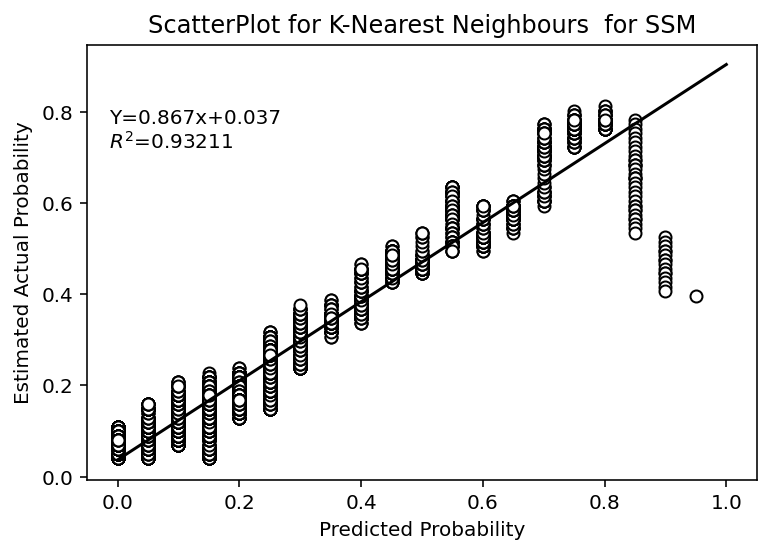 ScatterPlot for K-Nearest Neighbours  for SSM
Y=0.867x+0.037
R²=0.93211
Estimated Actual Probability
0.8
0.6
0.4
0.2
0.0
0.0 0.2 0.4 0.6 0.8 1.0
Predicted Probability